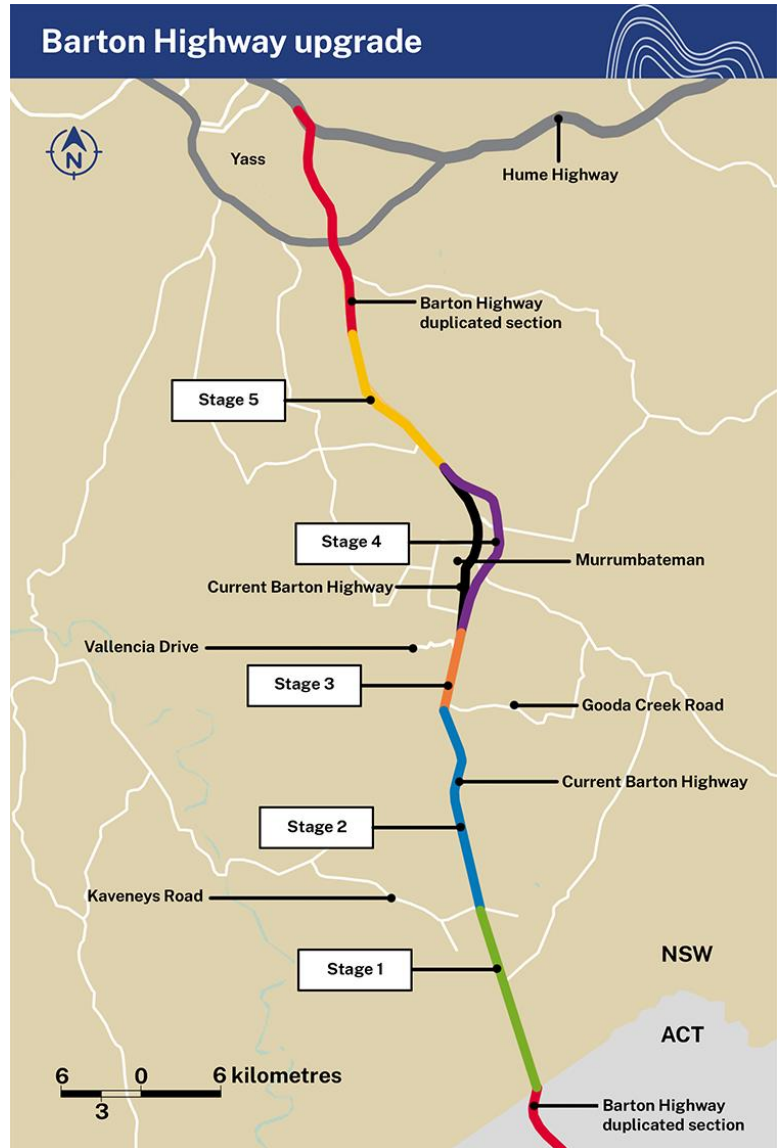 Barton Highway upgrade
N
Yass
Hume Highway
Barton Highway
duplicated section
Stage 5
Stage 4
Murrumbateman
Current Barton Highway
Vallencia Drive
Stage 3
Gooda Creek Road
Current Barton Highway
Stage 2
Kaveneys Road
Stage 1
NSW
ACT
6 0 6 kilometres
3
Barton Highway
duplicated section